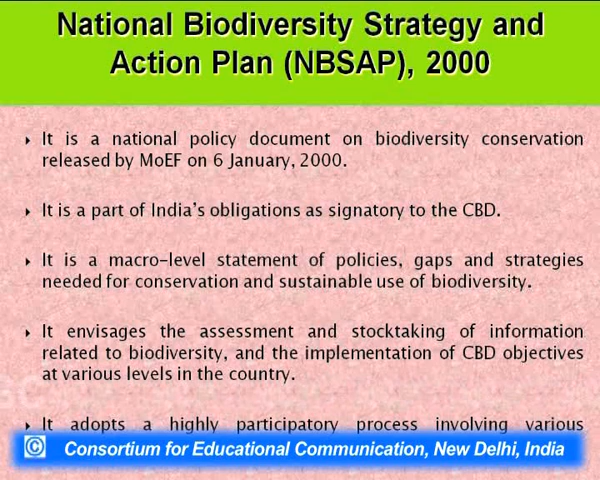 National Biodiversity Strategy and
Action Plan (NBSAP), 2000
It is a national policy document on biodiversity conservation
released by MoEF on 6 January, 2000.
It is a part of India's obligations as signatory to the CBD.
It is a macro-level statement of policies, gaps and strategies
needed for conservation and sustainable use of biodiversity.
It envisages the assessment and stocktaking of information
related to biodiversity, and the implementation of CBD objectives
at various levels in the country.
It adopts a highly participatory process involving various
© Consortium for Educational Communication, New Delhi, India